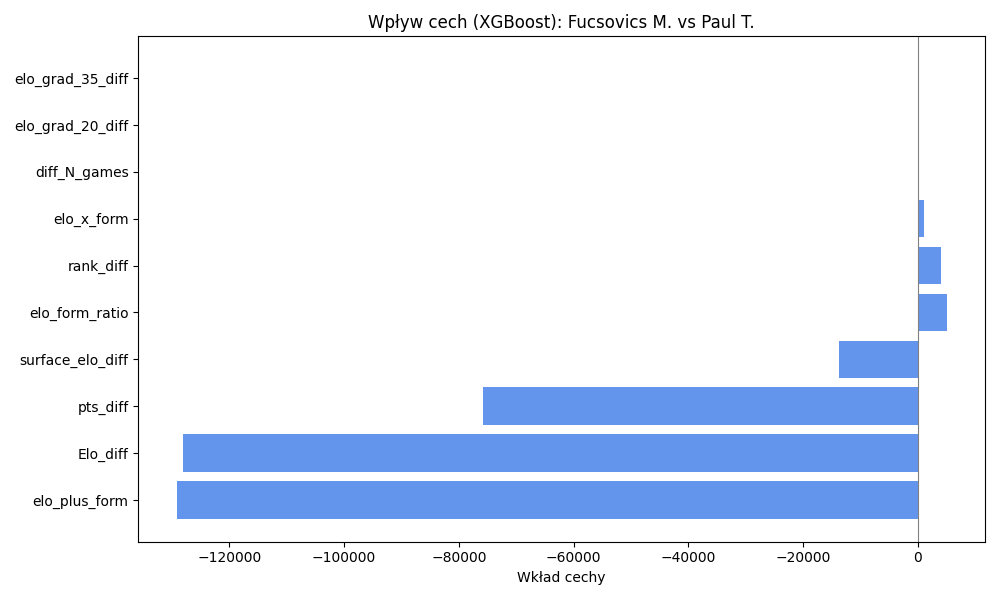 Wpływ cech (XGBoost): Fucsovics M. vs Paul T.
elo_grad_35_diff
elo_grad_20_diff
diff_N_games
elo_x_form
rank_diff
elo_form_ratio
surface_elo_diff
pts_diff
Elo_diff
elo_plus_form
−120000 −100000 −80000 −60000 −40000 −20000 0
Wkład cechy